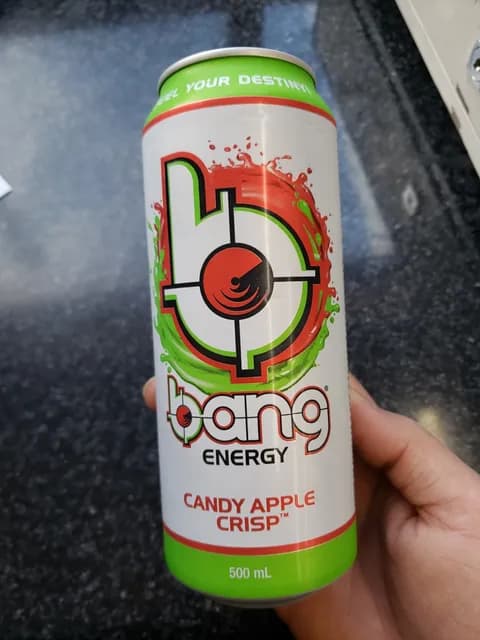 YOUR DESTINY!
bang
ENERGY
CANDY APPLE
CRISP™
500 mL